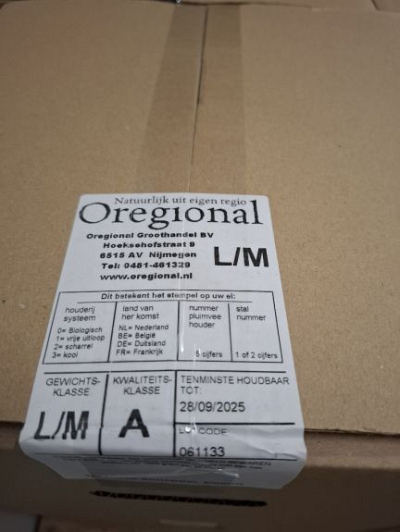 Natuurlijk uit eigen regio
Oregional
Oregional Groothandel BV
Hoeksehofstraat 9
6515 AV Nijmegen
Tel: 0481-461329
www.oregional.nl
L/M
Dit betekent het stempel op uw ei:
houderij systeem
0= Biologisch
1= vrije uitloop
2= scharrel
3= kooi
land van her komst
NL= Nederland
BE= België
DE= Duitsland
FR= Frankrijk
nummer pluimvee houder
5 cijfers
stal nummer
1 of 2 cijfers
GEWICHTS-
KLASSE
L/M
KWALITEITS-
KLASSE
A
TENMINSTE HOUDBAAR
TOT:
28/09/2025
LOTCODE
061133